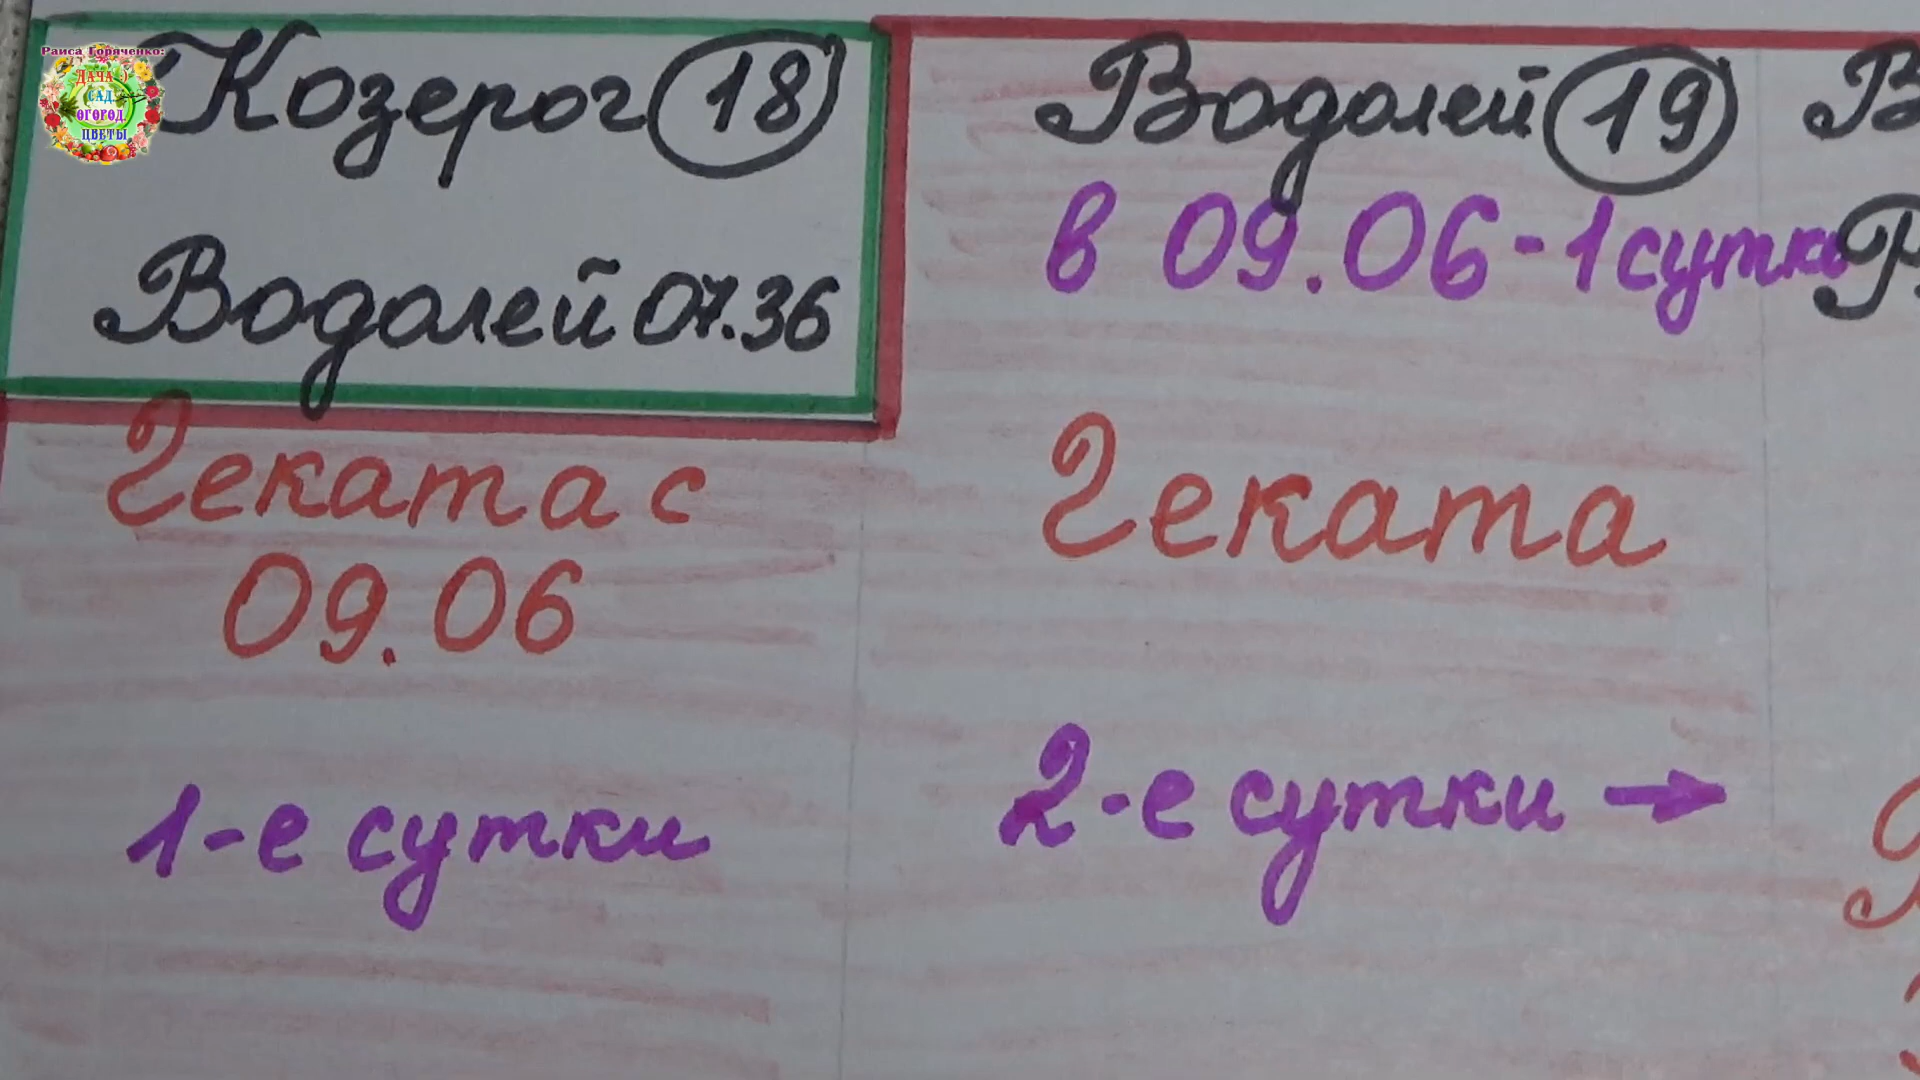 Раиса Горяченко:
ДАЧА
САД
ОГОРОД
ЦВЕТЫ
Козерог 18
Водолей 07.36
Геката с
09.06
1-е сутки
Водолей 19
в 09.06-1 сутки
Геката
2-е сутки →